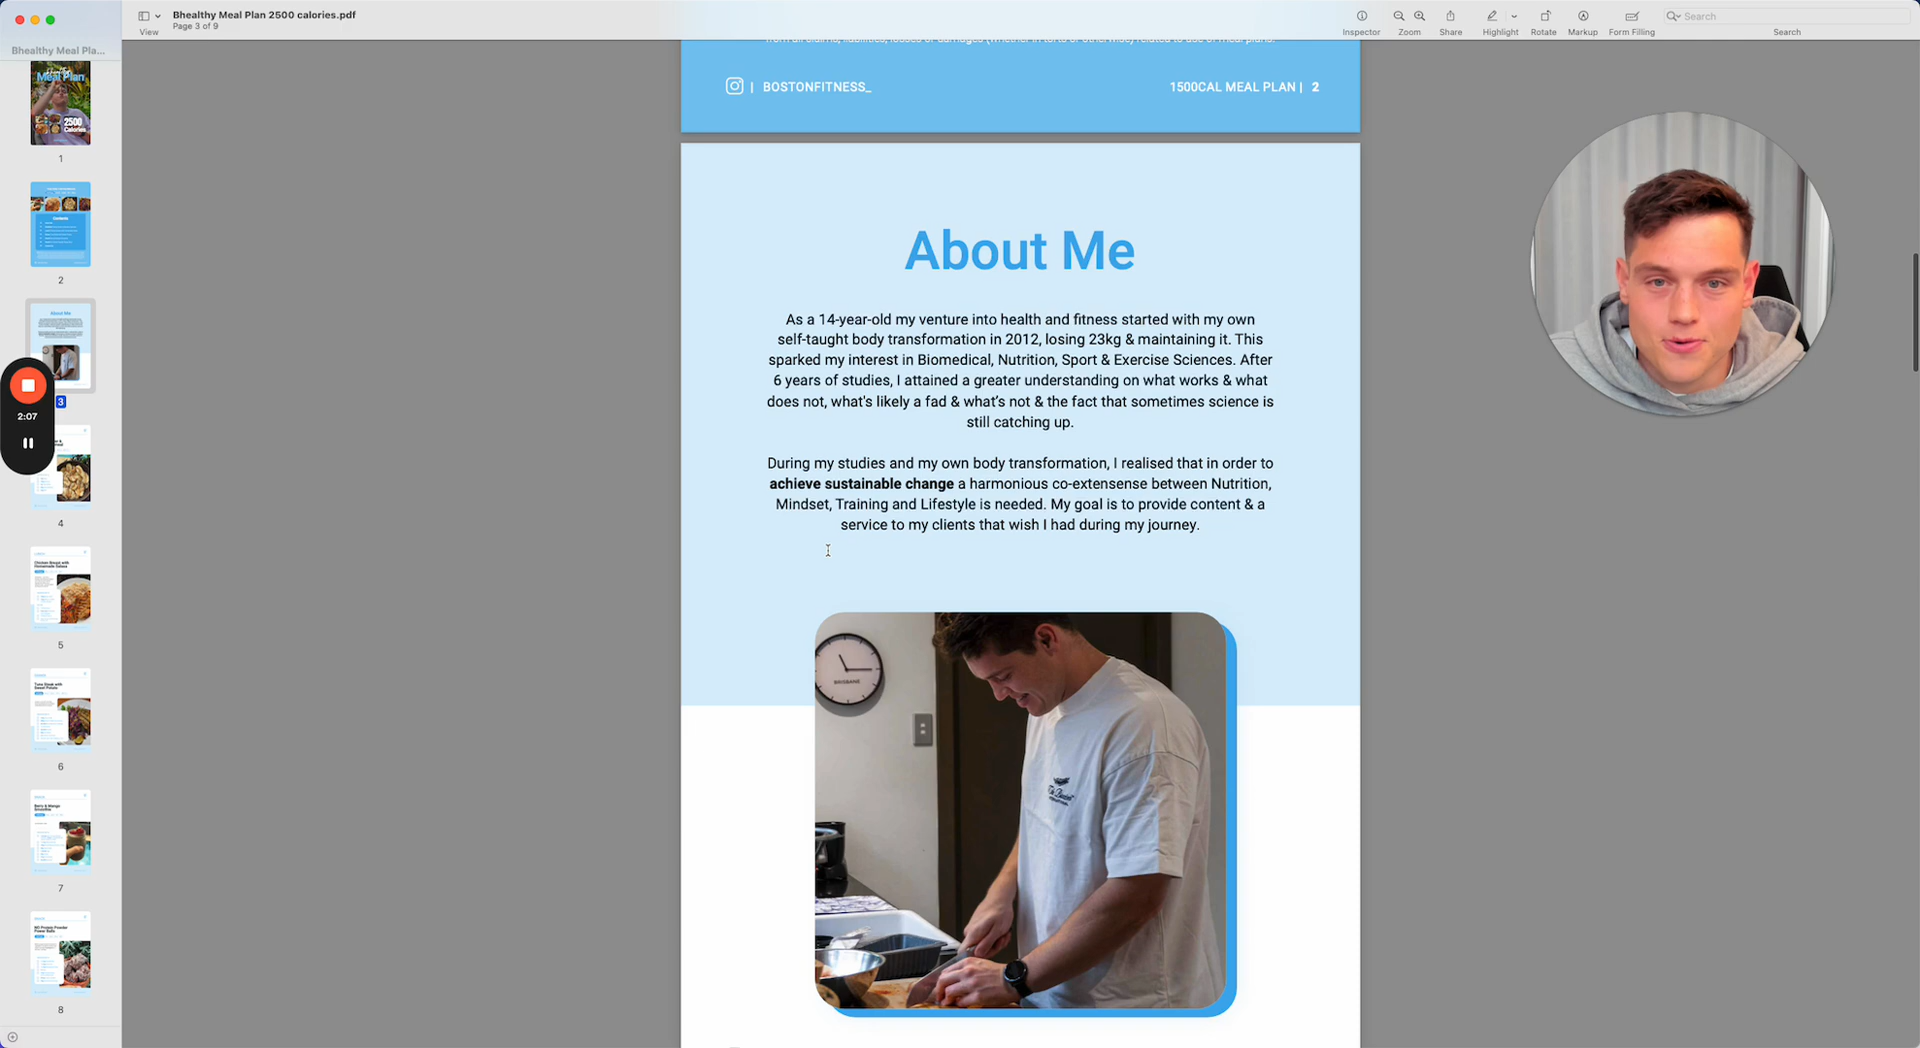 Bhealthy Meal Plan 2500 calories.pdf
Page 3 of 9
View
Inspector
Zoom
Share
Highlight
Rotate
Markup
Form Filling
Search
Search
Bhealthy Meal Pla...
Meal Plan
2500
Calories
1
2
About Me
3
2:07
4
5
6
7
8
BOSTONFITNESS_
1500CAL MEAL PLAN | 2
About Me
As a 14-year-old my venture into health and fitness started with my own
self-taught body transformation in 2012, losing 23kg & maintaining it. This
sparked my interest in Biomedical, Nutrition, Sport & Exercise Sciences. After
6 years of studies, I attained a greater understanding on what works & what
does not, what's likely a fad & what's not & the fact that sometimes science is
still catching up.
During my studies and my own body transformation, I realised that in order to
achieve sustainable change a harmonious co-extensense between Nutrition,
Mindset, Training and Lifestyle is needed. My goal is to provide content & a
service to my clients that wish I had during my journey.
BRISBANE